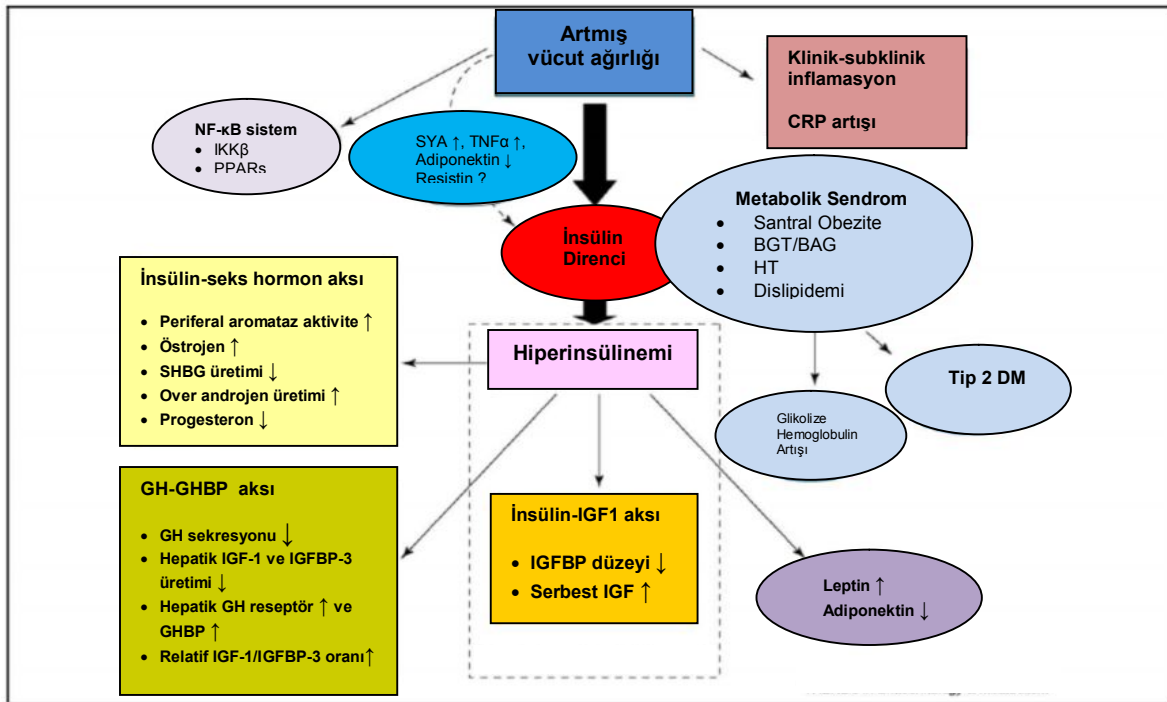 Artmış
vücut ağırlığı
Klinik-subklinik
inflamasyon
CRP artışı
NF-κB sistem
• IKKβ
• PPARs
SYA ↑, TNFα ↑,
Adiponektin ↓
Resistin ?
Metabolik Sendrom
• Santral Obezite
• BGT/BAG
• HT
• Dislipidemi
İnsülin
Direnci
İnsülin-seks hormon aksı
• Periferal aromataz aktivite ↑
• Östrojen ↑
• SHBG üretimi ↓
• Over androjen üretimi ↑
• Progesteron ↓
Hiperinsülinemi
Tip 2 DM
Glikolize
Hemoglobulin
Artışı
GH-GHBP aksı
• GH sekresyonu ↓
• Hepatik IGF-1 ve IGFBP-3
üretimi ↓
• Hepatik GH reseptör ↑ ve
GHBP ↑
• Relatif IGF-1/IGFBP-3 oranı↑
İnsülin-IGF1 aksı
• IGFBP düzeyi ↓
• Serbest IGF ↑
Leptin ↑
Adiponektin ↓